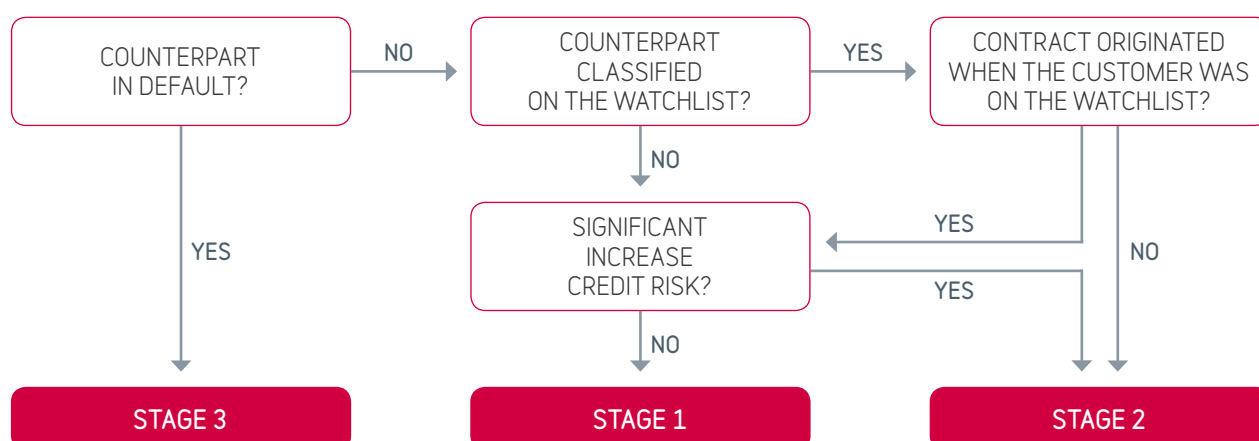 COUNTERPART
IN DEFAULT?
NO
COUNTERPART
CLASSIFIED
ON THE WATCHLIST?
YES
CONTRACT ORIGINATED
WHEN THE CUSTOMER WAS
ON THE WATCHLIST?
NO
YES
SIGNIFICANT
INCREASE
CREDIT RISK?
YES
YES
NO
NO
STAGE 3
STAGE 1
STAGE 2